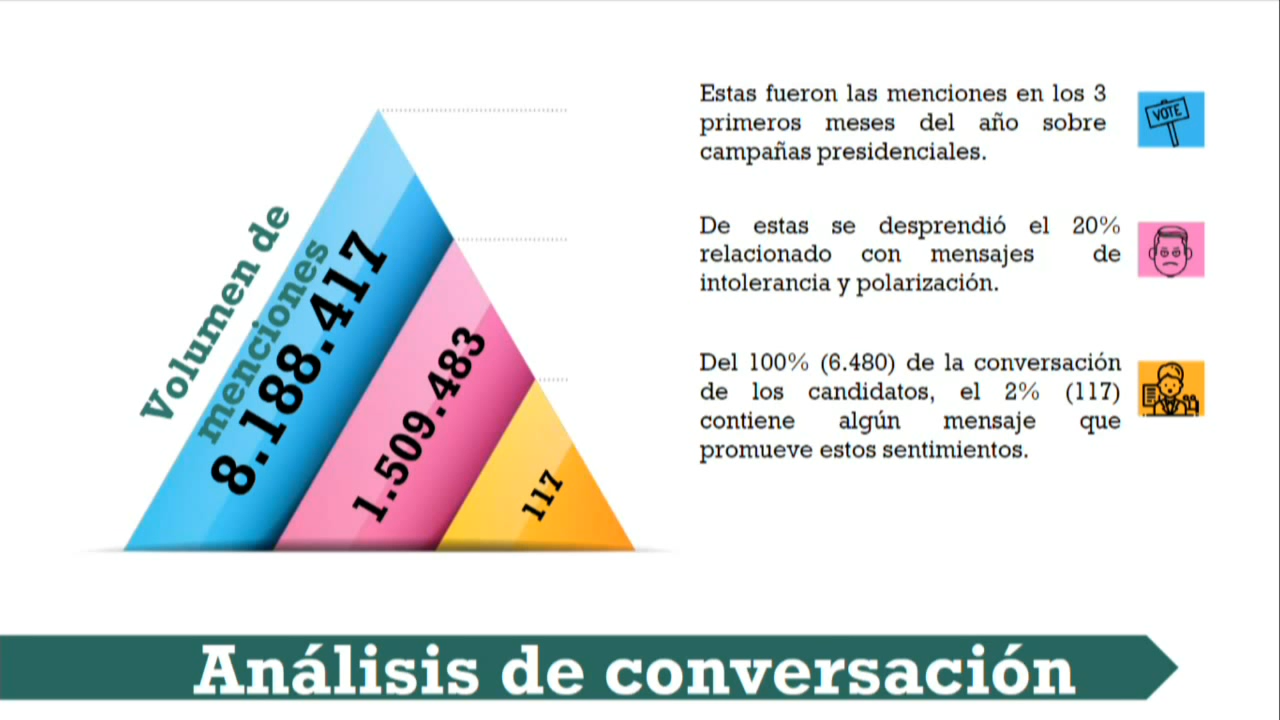 Volumen de
menciones
8.188.417
1.509.483
117
Estas fueron las menciones en los 3
primeros meses del año sobre
campañas presidenciales.
VOTE
De estas se desprendió el 20%
relacionado con mensajes de
intolerancia y polarización.
Del 100% (6.480) de la conversación
de los candidatos, el 2% (117)
contiene algún mensaje que
promueve estos sentimientos.
Análisis de conversación